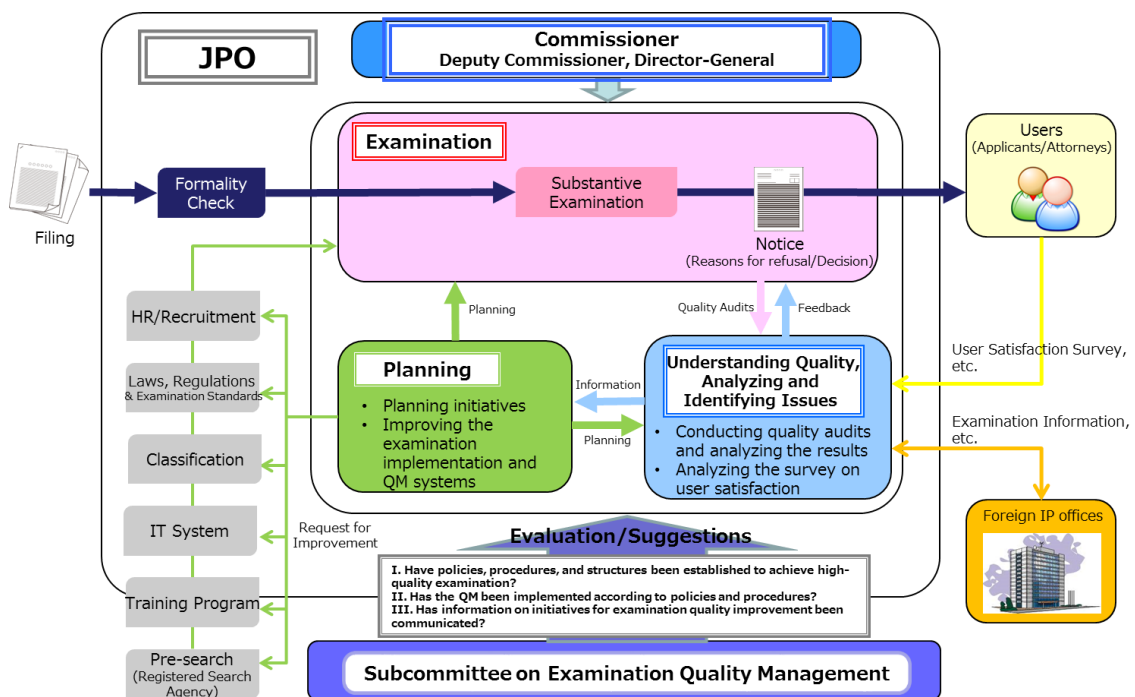 JPO
Commissioner
Deputy Commissioner, Director-General
Examination
Filing
Formality
Check
Substantive
Examination
Notice
(Reasons for refusal/Decision)
Users
(Applicants/Attorneys)
Planning
Quality Audits
Feedback
HR/Recruitment
Laws, Regulations
& Examination Standards
Classification
IT System
Training Program
Pre-search
(Registered Search
Agency)
Request for
Improvement
Planning
• Planning initiatives
• Improving the
examination
implementation and
QM systems
Information
Planning
Understanding Quality,
Analyzing and
Identifying Issues
• Conducting quality audits
and analyzing the results
• Analyzing the survey on
user satisfaction
User Satisfaction Survey,
etc.
Examination Information,
etc.
Foreign IP offices
Evaluation/Suggestions
I. Have policies, procedures, and structures been established to achieve high-
quality examination?
II. Has the QM been implemented according to policies and procedures?
III. Has information on initiatives for examination quality improvement been
communicated?
Subcommittee on Examination Quality Management